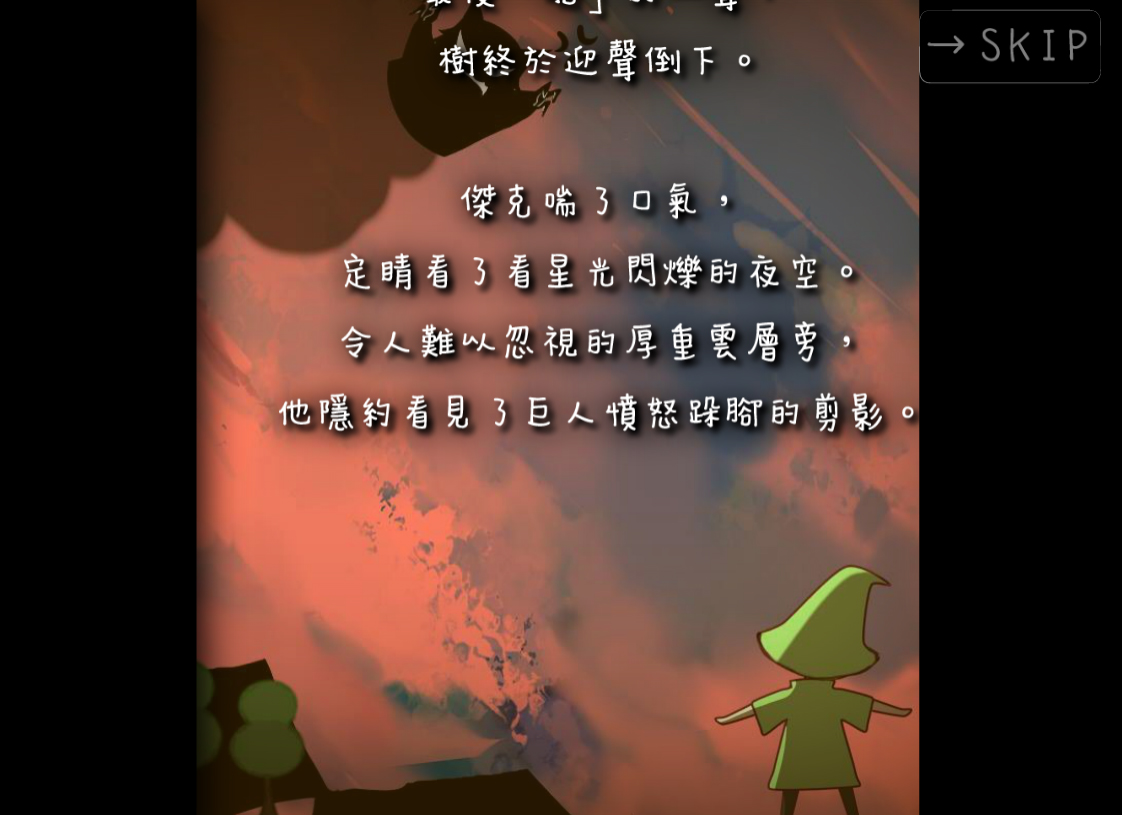 樹終於迎聲倒下。
傑克喘了口氣，
定睛看了看星光閃爍的夜空。
令人難以忽視的厚重雲層旁，
他隱約看見了巨人憤怒跺腳的剪影。
→ SKIP